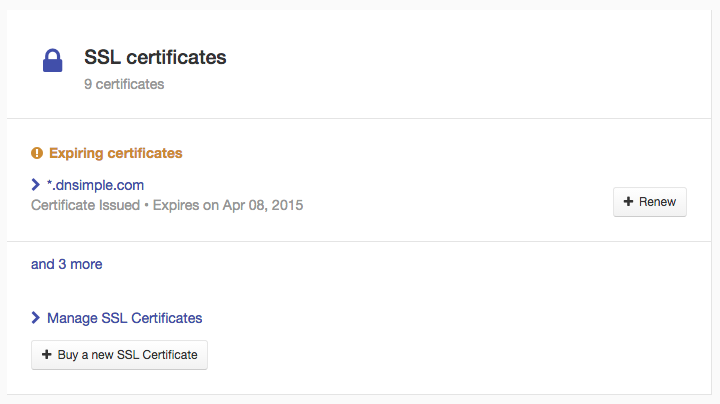 SSL certificates
9 certificates
Expiring certificates
*.dnsimple.com
Certificate Issued • Expires on Apr 08, 2015
Renew
and 3 more
Manage SSL Certificates
Buy a new SSL Certificate